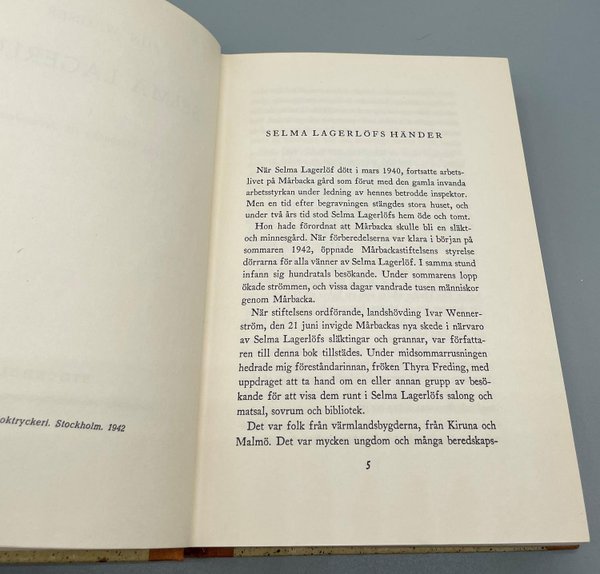 oktryckeri. Stockholm. 1942
SELMA LAGERLÖFS HÄNDER
När Selma Lagerlöf dött i mars 1940, fortsatte arbets-
livet på Mårbacka gård som förut med den gamla invanda
arbetsstyrkan under ledning av hennes betrodde inspektor.
Men en tid efter begravningen stängdes stora huset, och
under två års tid stod Selma Lagerlöfs hem öde och tomt.
Hon hade förordnat att Mårbacka skulle bli en släkt-
och minnesgård. När förberedelserna var klara i början på
sommaren 1942, öppnade Mårbackastiftelsens styrelse
dörrarna för alla vänner av Selma Lagerlöf. I samma stund
infann sig hundratals besökande. Under sommarens lopp
ökade strömmen, och vissa dagar vandrade tusen människor
genom Mårbacka.
När stiftelsens ordförande, landshövding Ivar Wenner-
ström, den 21 juni invigde Mårbackas nya skede i närvaro
av Selma Lagerlöfs släktingar och grannar, var författa-
ren till denna bok tillstädes. Under midsommarrusningen
hedrade mig föreståndarinnan, fröken Thyra Freding, med
uppdraget att ta hand om en eller annan grupp av besö-
kande för att visa dem runt i Selma Lagerlöfs salong och
matsal, sovrum och bibliotek.
Det var folk från värmlandsbygderna, från Kiruna och
Malmö. Det var mycken ungdom och många beredskaps-
5